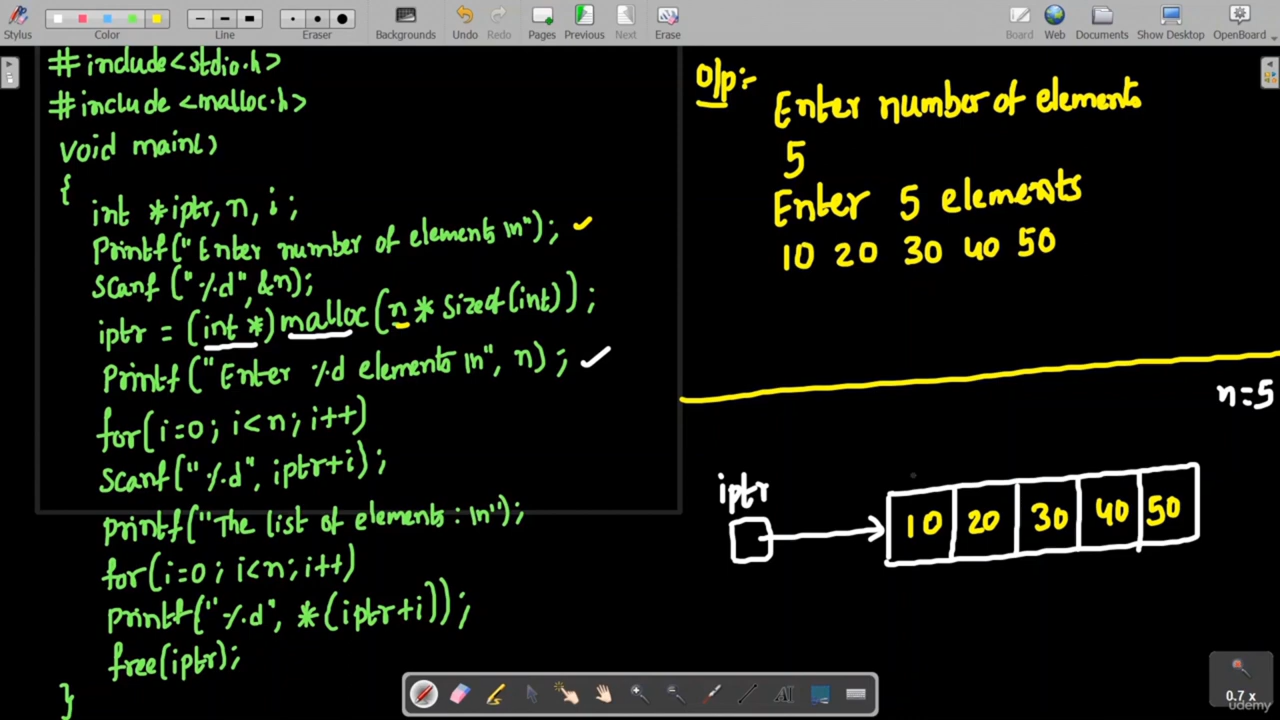 Stylus
Color
Line
Eraser
Backgrounds
Undo
Redo
Pages
Previous
Next
Erase
Board
Web
Documents
Show Desktop
OpenBoard
#include<stdio.h>
#include <malloc.h>
void main()
{
int *iptr, n, i ;
Printf("Enter number of elements \n");
scanf ("%d",&n);
iptr = (int *) malloc(n * sizeof(int));
Printf("Enter %d elements \n", n) ;
for(i=0; i<n; i++)
scanf("%d", iptr+i);
printf("The list of elements : \n");
for(i=0; i<n; i++)
printf("%d", *(iptr+i));
free(iptr);
}
O/p:-
Enter number of elements
5
Enter 5 elements
10 20 30 40 50
n=5
iptr
10 20 30 40 50
AI
0.7 x
udemy